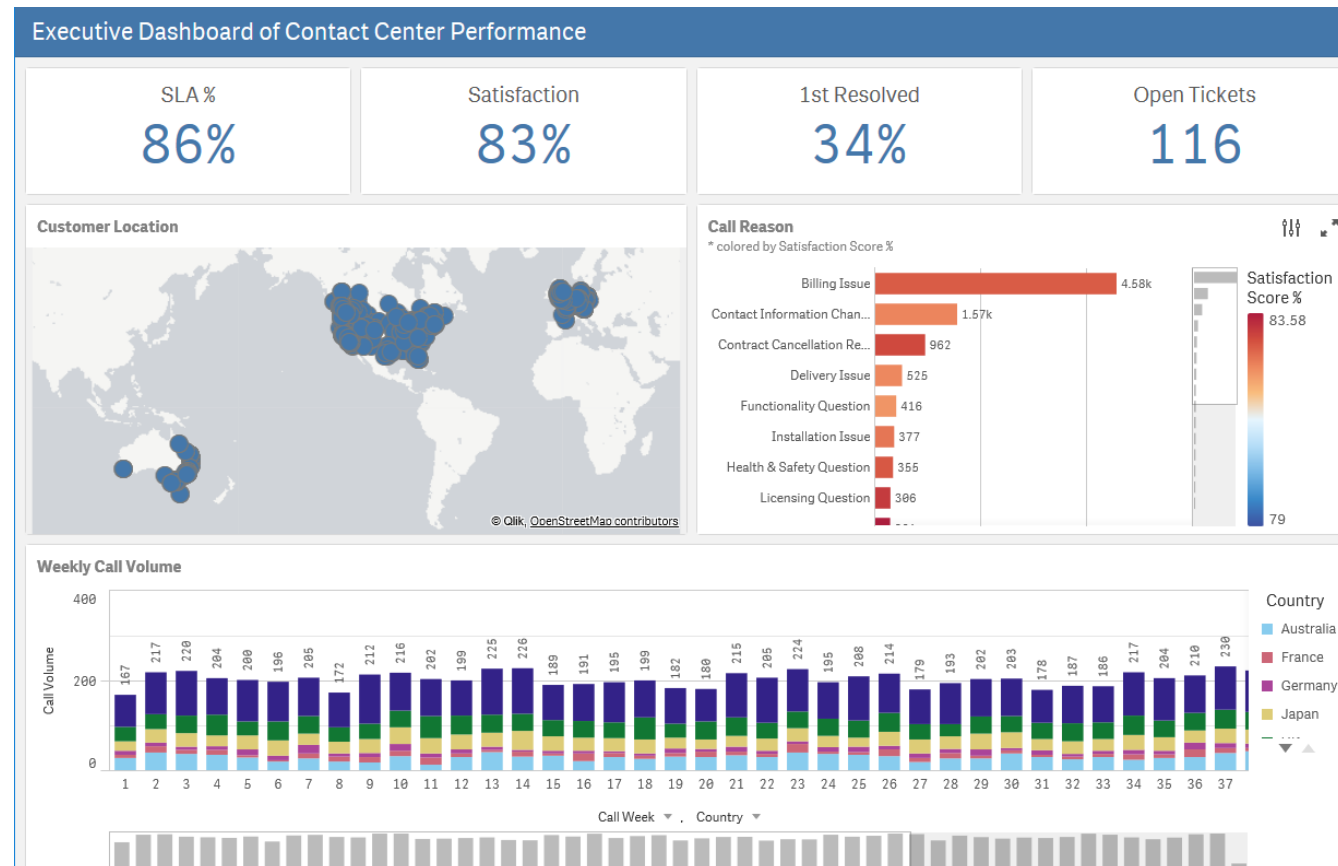 Executive Dashboard of Contact Center Performance
SLA %
86%
Satisfaction
83%
1st Resolved
34%
Open Tickets
116
Customer Location
© Qlik, OpenStreetMap contributors
Call Reason
* colored by Satisfaction Score %
Billing Issue 4.58k
Contact Information Chan... 1.57k
Contract Cancellation Re... 962
Delivery Issue 525
Functionality Question 416
Installation Issue 377
Health & Safety Question 355
Licensing Question 306
Satisfaction
Score %
83.58
79
Weekly Call Volume
Call Volume
400
200
0
167 217 220 204 200 196 205 172 212 216 202 199 225 226 189 191 195 199 182 180 215 205 224 195 208 214 179 193 202 203 178 187 186 217 204 210 230
1 2 3 4 5 6 7 8 9 10 11 12 13 14 15 16 17 18 19 20 21 22 23 24 25 26 27 28 29 30 31 32 33 34 35 36 37
Call Week , Country
Country
Australia
France
Germany
Japan